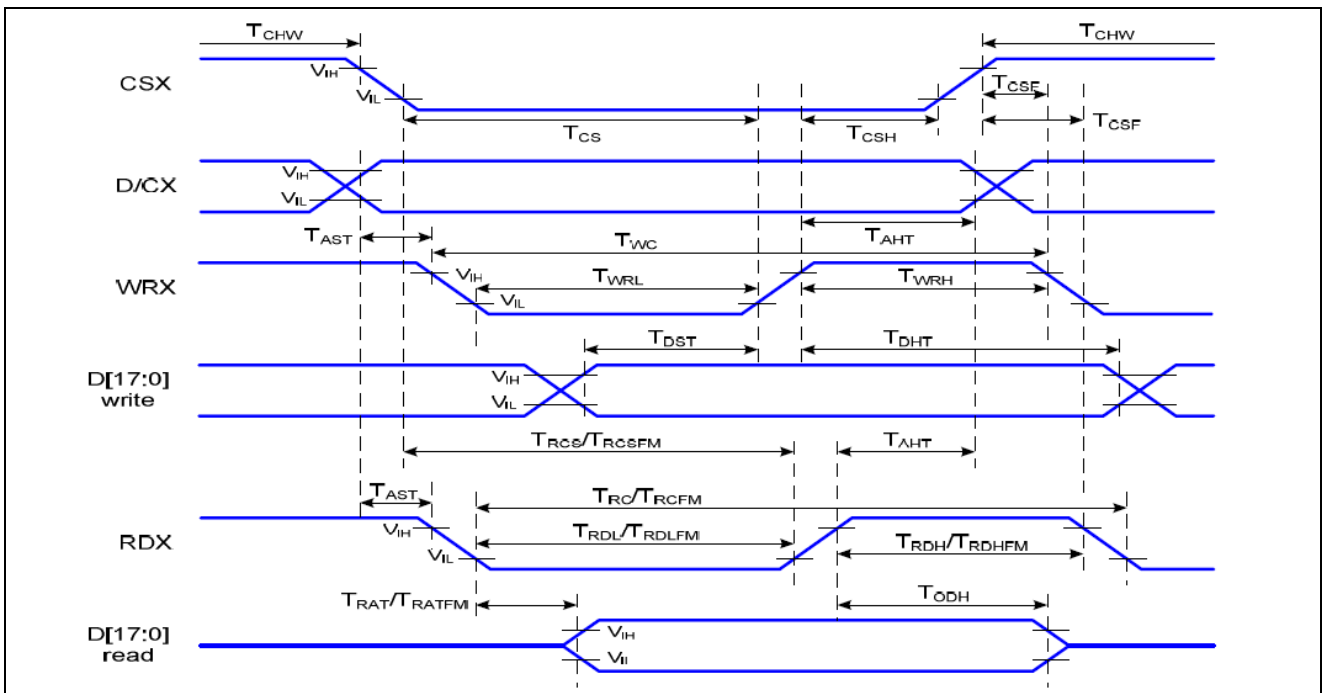 TCHW TCHW
VIH
CSX
VIL
TCSF
TCS TCSH TCSF
VIH
D/CX
VIL
TAST TWC TAHT
VIH
WRX TWRL TWRH
VIL
TDST TDHT
D[17:0] VIH
write VIL
TRCS/TRCSFM TAHT
TAST TRC/TRCFM
VIH
RDX TRDL/TRDLFM TRDH/TRDHFM
VIL
TRAT/TRATFM TODH
D[17:0] VIH
read VIL